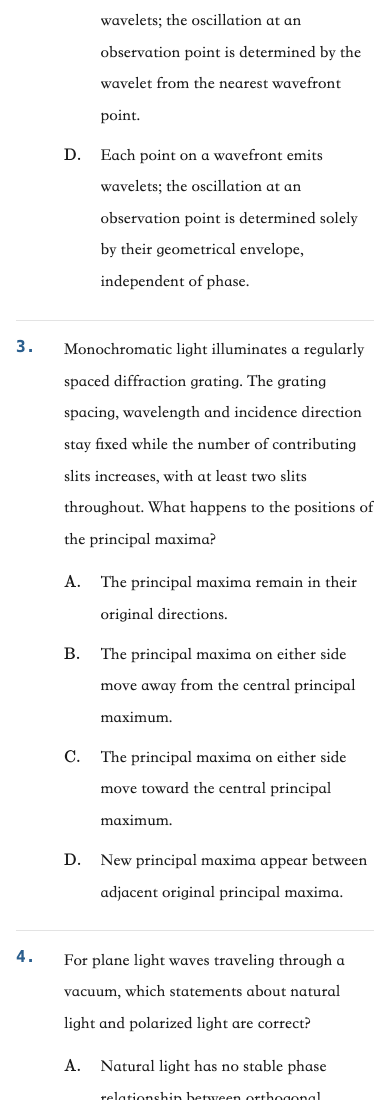 wavelets; the oscillation at an
observation point is determined by the
wavelet from the nearest wavefront
point.
D. Each point on a wavefront emits
wavelets; the oscillation at an
observation point is determined solely
by their geometrical envelope,
independent of phase.
3. Monochromatic light illuminates a regularly
spaced diffraction grating. The grating
spacing, wavelength and incidence direction
stay fixed while the number of contributing
slits increases, with at least two slits
throughout. What happens to the positions of
the principal maxima?
A. The principal maxima remain in their
original directions.
B. The principal maxima on either side
move away from the central principal
maximum.
C. The principal maxima on either side
move toward the central principal
maximum.
D. New principal maxima appear between
adjacent original principal maxima.
4. For plane light waves traveling through a
vacuum, which statements about natural
light and polarized light are correct?
A. Natural light has no stable phase
relationship between orthogonal